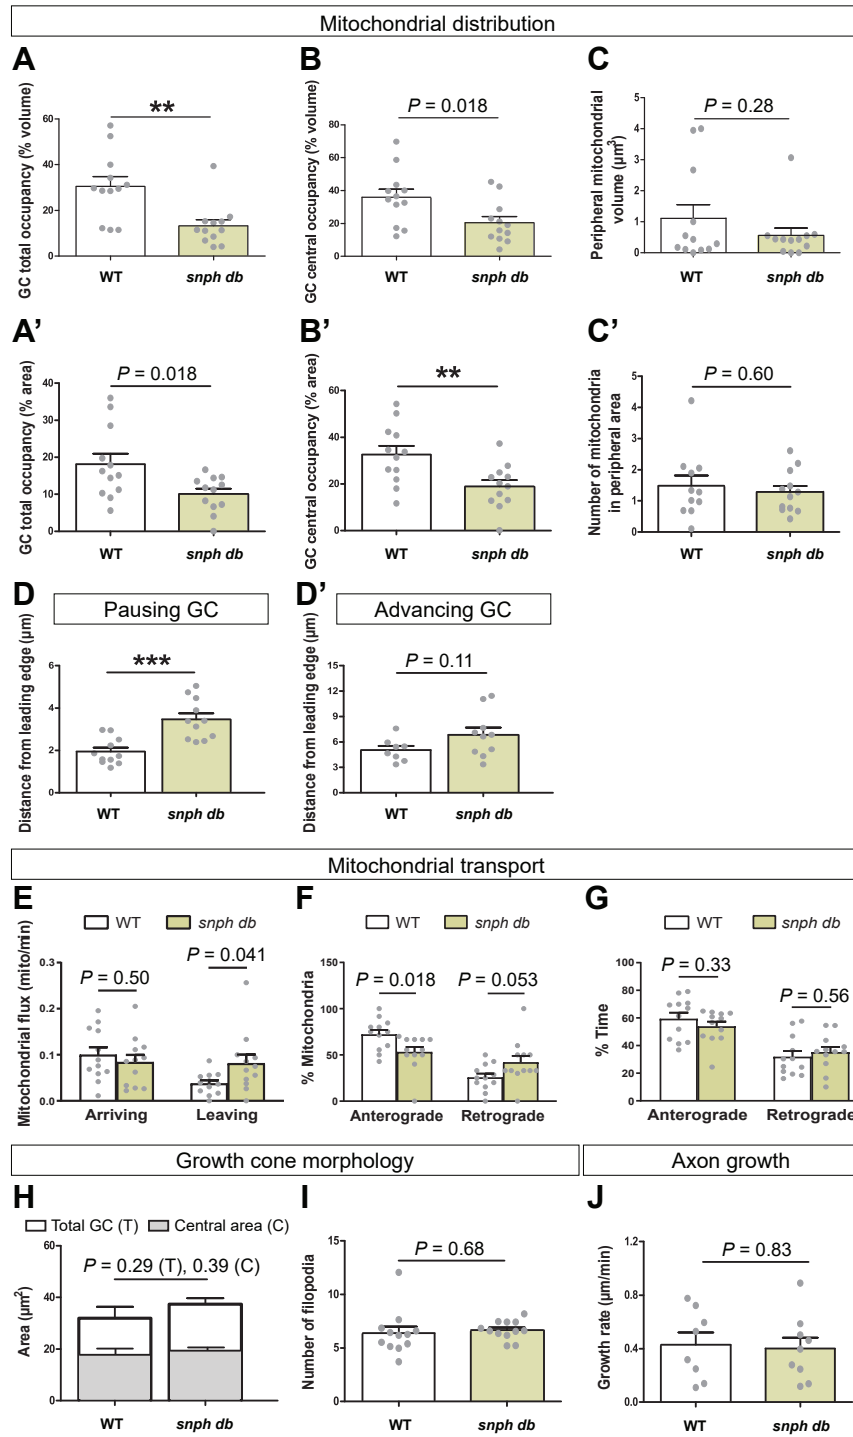 Mitochondrial distribution
A
B
C
GC total occupancy (% volume)
60
40
20
0
**
WT
snph db
GC central occupancy (% volume)
80
60
40
20
0
P = 0.018
WT
snph db
Peripheral mitochondrial
volume (µm³)
5
4
3
2
1
0
P = 0.28
WT
snph db
A'
B'
C'
GC total occupancy (% area)
40
30
20
10
0
P = 0.018
WT
snph db
GC central occupancy (% area)
60
40
20
0
**
WT
snph db
Number of mitochondria
in peripheral area
5
4
3
2
1
0
P = 0.60
WT
snph db
D
Pausing GC
D'
Advancing GC
Distance from leading edge (µm)
6
4
2
0
***
WT
snph db
Distance from leading edge (µm)
15
12
9
6
3
0
P = 0.11
WT
snph db
Mitochondrial transport
E
F
G
WT
snph db
Mitochondrial flux (mito/min)
0.3
0.2
0.1
0.0
P = 0.50
P = 0.041
Arriving
Leaving
WT
snph db
% Mitochondria
150
100
50
0
P = 0.018
P = 0.053
Anterograde
Retrograde
WT
snph db
% Time
100
80
60
40
20
0
P = 0.33
P = 0.56
Anterograde
Retrograde
Growth cone morphology
Axon growth
H
I
J
Total GC (T)
Central area (C)
Area (µm²)
60
40
20
0
P = 0.29 (T), 0.39 (C)
WT
snph db
Number of filopodia
15
10
5
0
P = 0.68
WT
snph db
Growth rate (µm/min)
1.2
0.8
0.4
0.0
P = 0.83
WT
snph db